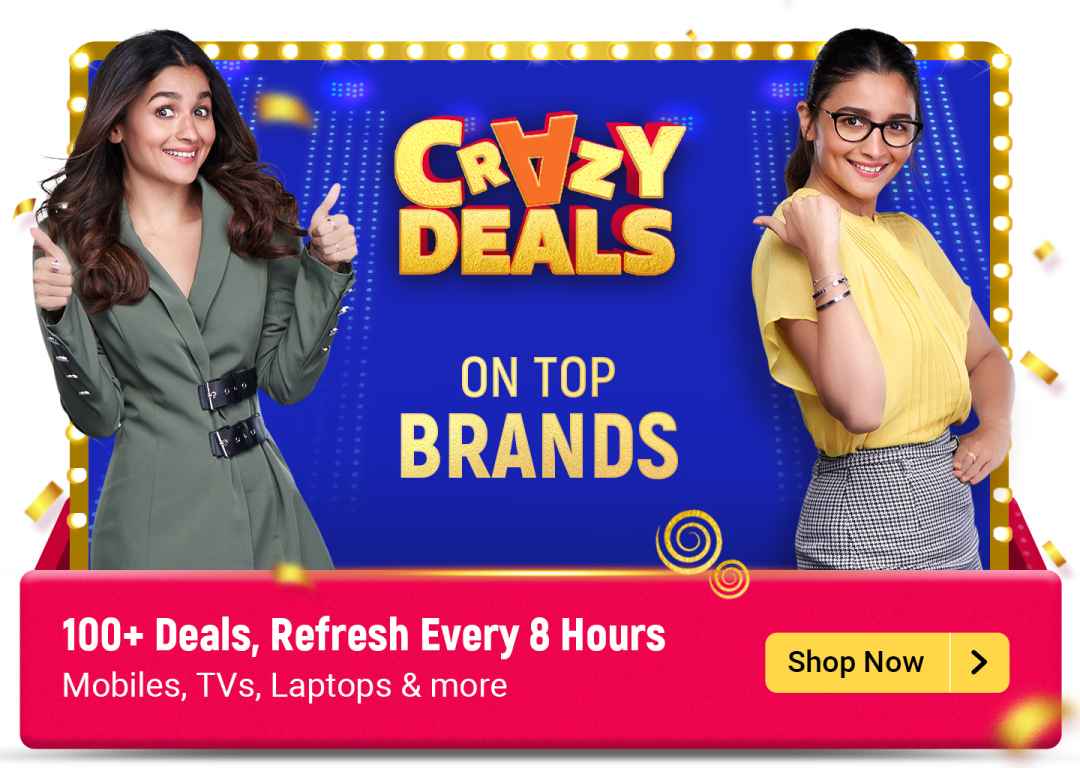 CRAZY
DEALS
ON TOP
BRANDS
100+ Deals, Refresh Every 8 Hours
Mobiles, TVs, Laptops & more
Shop Now